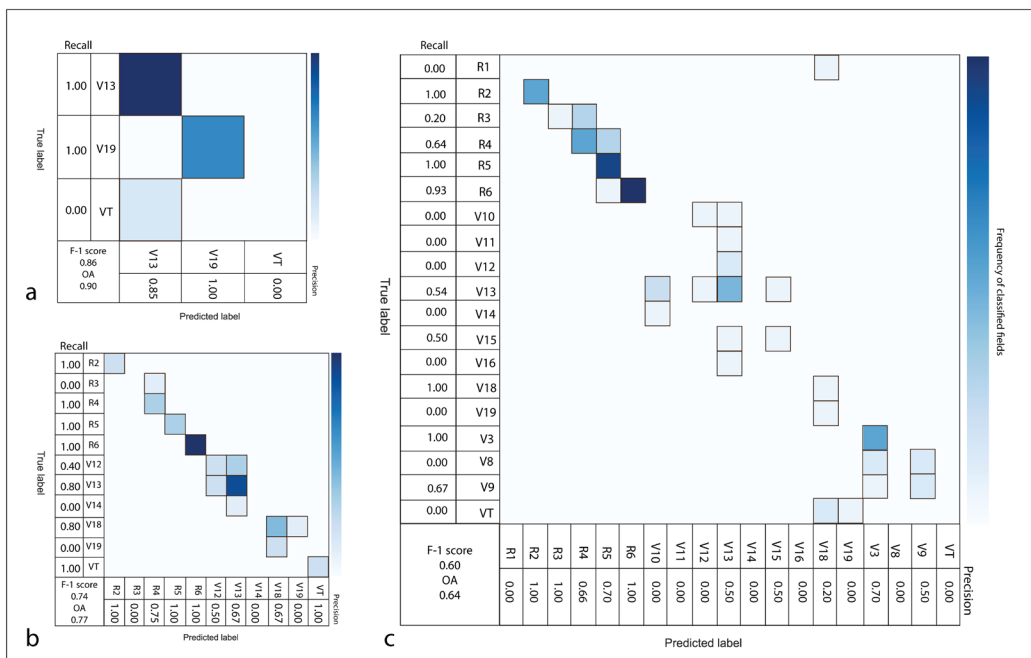 a
Recall
1.00 V13
1.00 V19
0.00 VT
True label
F-1 score
0.86
OA
0.90
V13 V19 VT
0.85 1.00 0.00
Precision
Predicted label
b
Recall
1.00 R2
0.00 R3
1.00 R4
1.00 R5
1.00 R6
0.40 V12
0.80 V13
0.00 V14
0.80 V18
0.00 V19
1.00 VT
True label
F-1 score
0.74
OA
0.77
R2 R3 R4 R5 R6 V12 V13 V14 V18 V19 VT
1.00 0.00 0.75 1.00 1.00 0.50 0.67 0.00 0.67 0.00 1.00
Precision
Predicted label
c
Recall
0.00 R1
1.00 R2
0.20 R3
0.64 R4
1.00 R5
0.93 R6
0.00 V10
0.00 V11
0.00 V12
0.54 V13
0.00 V14
0.50 V15
0.00 V16
1.00 V18
0.00 V19
1.00 V3
0.00 V8
0.67 V9
0.00 VT
True label
F-1 score
0.60
OA
0.64
R1 R2 R3 R4 R5 R6 V10 V11 V12 V13 V14 V15 V16 V18 V19 V3 V8 V9 VT
0.00 1.00 1.00 0.66 0.70 1.00 0.00 0.00 0.00 0.50 0.00 0.50 0.00 0.20 0.00 0.70 0.00 0.50 0.00
Precision
Predicted label
Frequency of classified fields